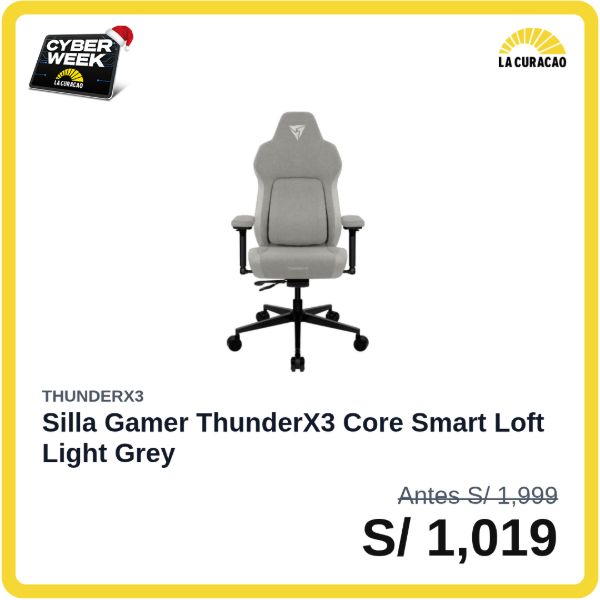 CYBER
WEEK
LA CURACAO
LA CURACAO
THUNDERX3
THUNDERX3
Silla Gamer ThunderX3 Core Smart Loft
Light Grey
Antes S/ 1,999
S/ 1,019